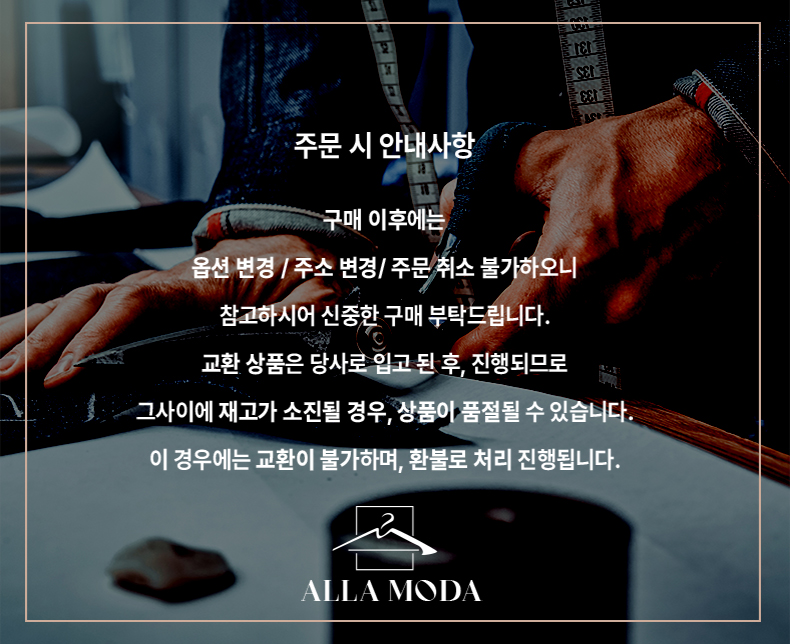 주문 시 안내사항
구매 이후에는
옵션 변경 / 주소 변경/ 주문 취소 불가하오니
참고하시어 신중한 구매 부탁드립니다.
교환 상품은 당사로 입고 된 후, 진행되므로
그사이에 재고가 소진될 경우, 상품이 품절될 수 있습니다.
이 경우에는 교환이 불가하며, 환불로 처리 진행됩니다.
ALLA MODA